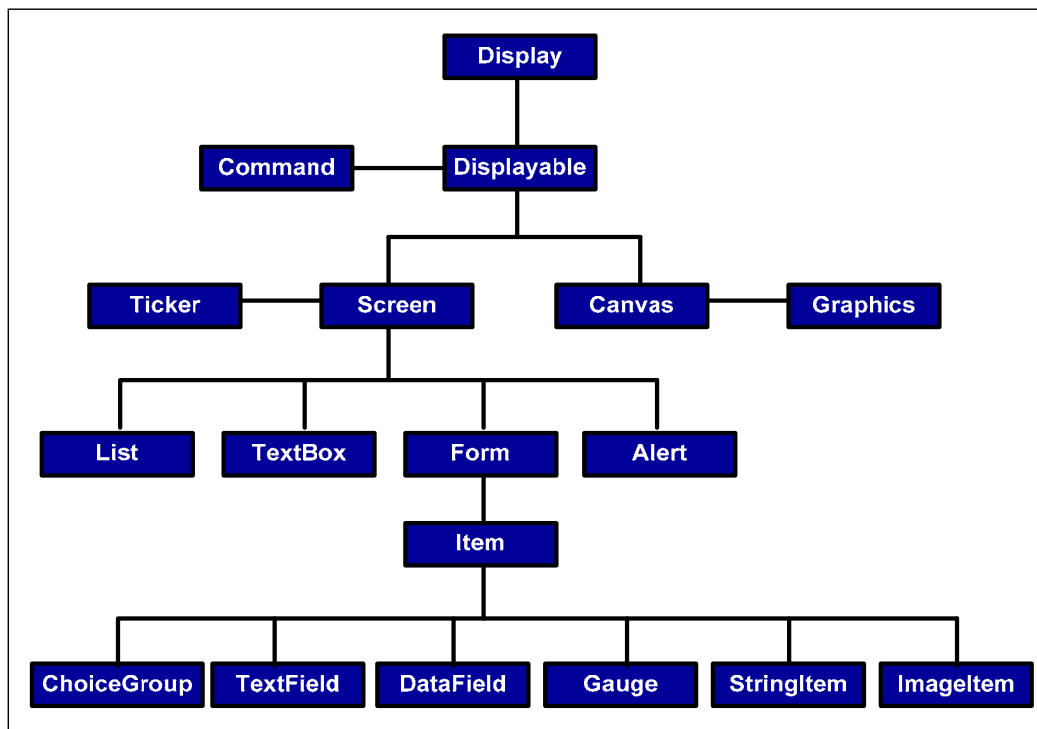 Display
Command
Displayable
Ticker
Screen
Canvas
Graphics
List
TextBox
Form
Alert
Item
ChoiceGroup
TextField
DataField
Gauge
StringItem
ImageItem